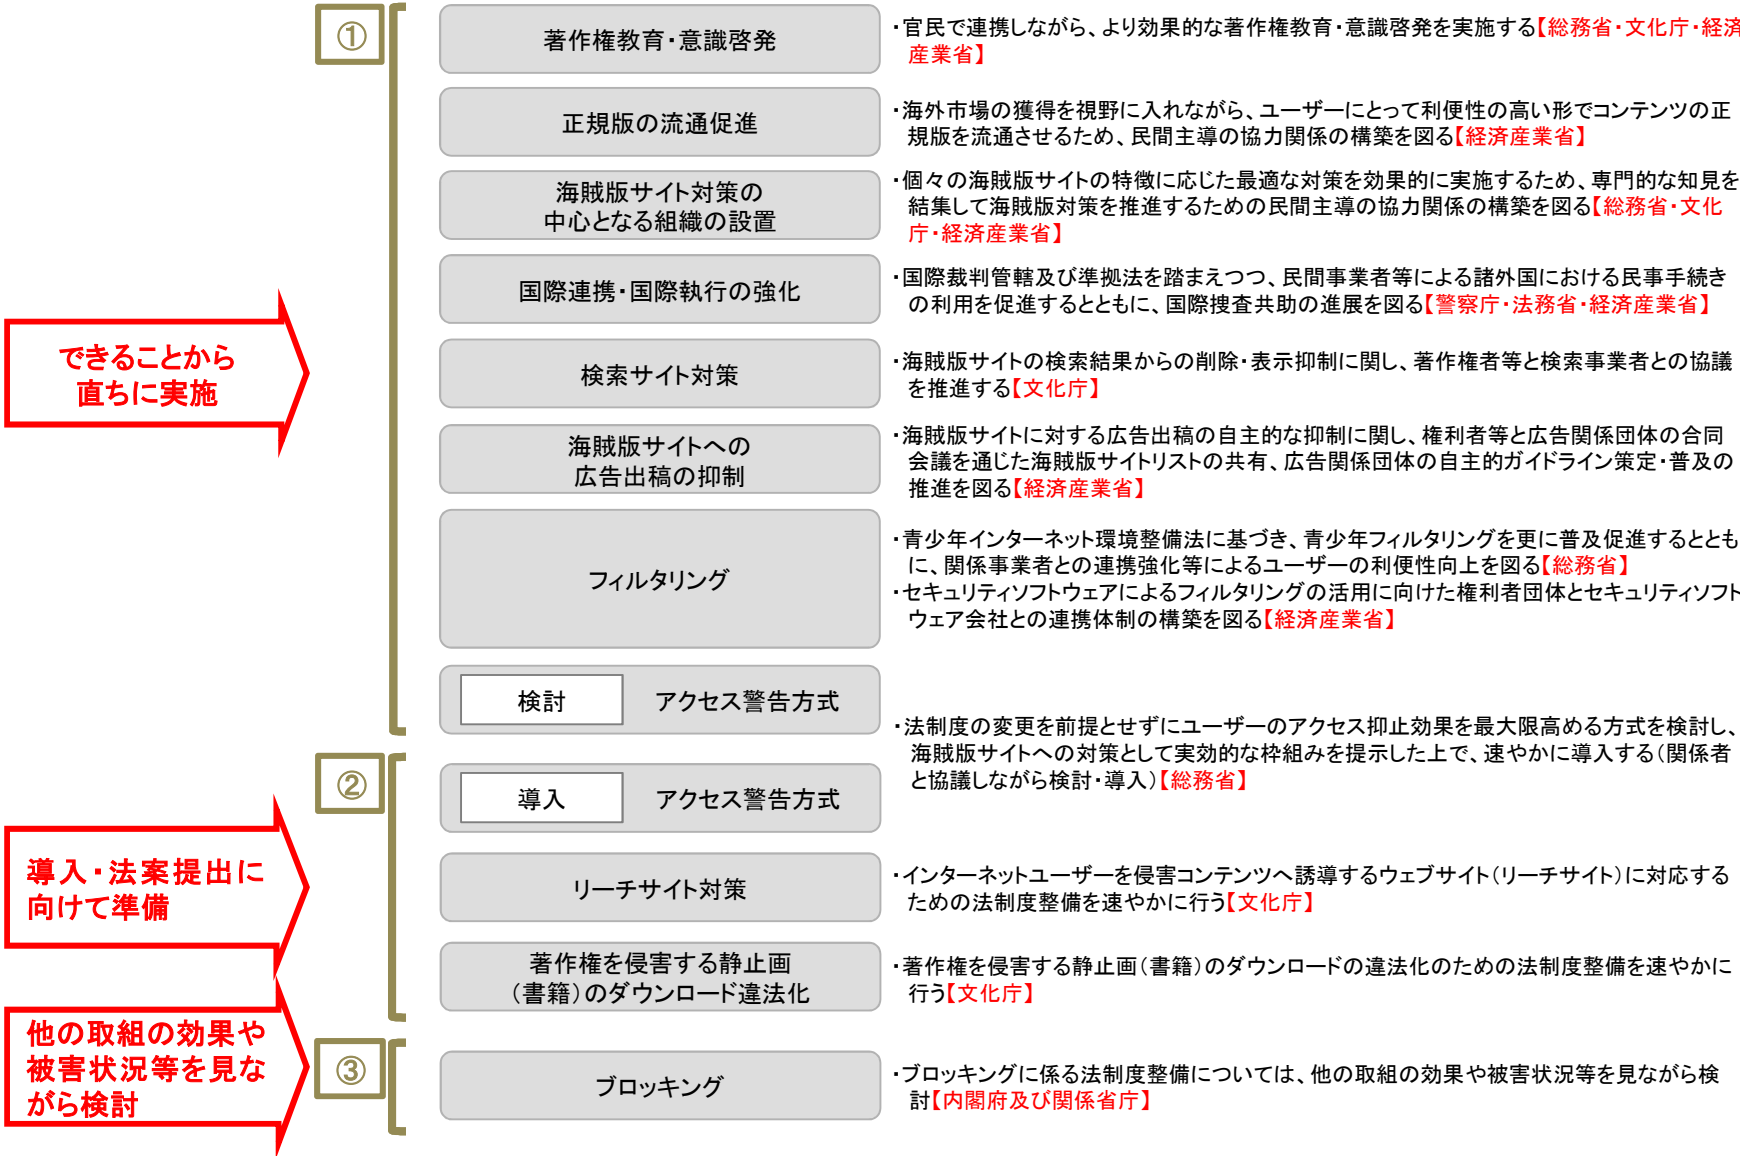 ①
著作権教育・意識啓発
・官民で連携しながら、より効果的な著作権教育・意識啓発を実施する【総務省・文化庁・経済
産業省】
正規版の流通促進
・海外市場の獲得を視野に入れながら、ユーザーにとって利便性の高い形でコンテンツの正
規版を流通させるため、民間主導の協力関係の構築を図る【経済産業省】
海賊版サイト対策の
中心となる組織の設置
・個々の海賊版サイトの特徴に応じた最適な対策を効果的に実施するため、専門的な知見を
結集して海賊版対策を推進するための民間主導の協力関係の構築を図る【総務省・文化
庁・経済産業省】
国際連携・国際執行の強化
・国際裁判管轄及び準拠法を踏まえつつ、民間事業者等による諸外国における民事手続き
の利用を促進するとともに、国際捜査共助の進展を図る【警察庁・法務省・経済産業省】
できることから
直ちに実施
検索サイト対策
・海賊版サイトの検索結果からの削除・表示抑制に関し、著作権者等と検索事業者との協議
を推進する【文化庁】
海賊版サイトへの
広告出稿の抑制
・海賊版サイトに対する広告出稿の自主的な抑制に関し、権利者等と広告関係団体の合同
会議を通じた海賊版サイトリストの共有、広告関係団体の自主的ガイドライン策定・普及の
推進を図る【経済産業省】
フィルタリング
・青少年インターネット環境整備法に基づき、青少年フィルタリングを更に普及促進するととも
に、関係事業者との連携強化等によるユーザーの利便性向上を図る【総務省】
・セキュリティソフトウェアによるフィルタリングの活用に向けた権利者団体とセキュリティソフト
ウェア会社との連携体制の構築を図る【経済産業省】
検討 アクセス警告方式
・法制度の変更を前提とせずにユーザーのアクセス抑止効果を最大限高める方式を検討し、
海賊版サイトへの対策として実効的な枠組みを提示した上で、速やかに導入する（関係者
と協議しながら検討・導入）【総務省】
②
導入 アクセス警告方式
導入・法案提出に
向けて準備
リーチサイト対策
・インターネットユーザーを侵害コンテンツへ誘導するウェブサイト（リーチサイト）に対応する
ための法制度整備を速やかに行う【文化庁】
著作権を侵害する静止画
（書籍）のダウンロード違法化
・著作権を侵害する静止画（書籍）のダウンロードの違法化のための法制度整備を速やかに
行う【文化庁】
他の取組の効果や
被害状況等を見な
がら検討
③
ブロッキング
・ブロッキングに係る法制度整備については、他の取組の効果や被害状況等を見ながら検
討【内閣府及び関係省庁】